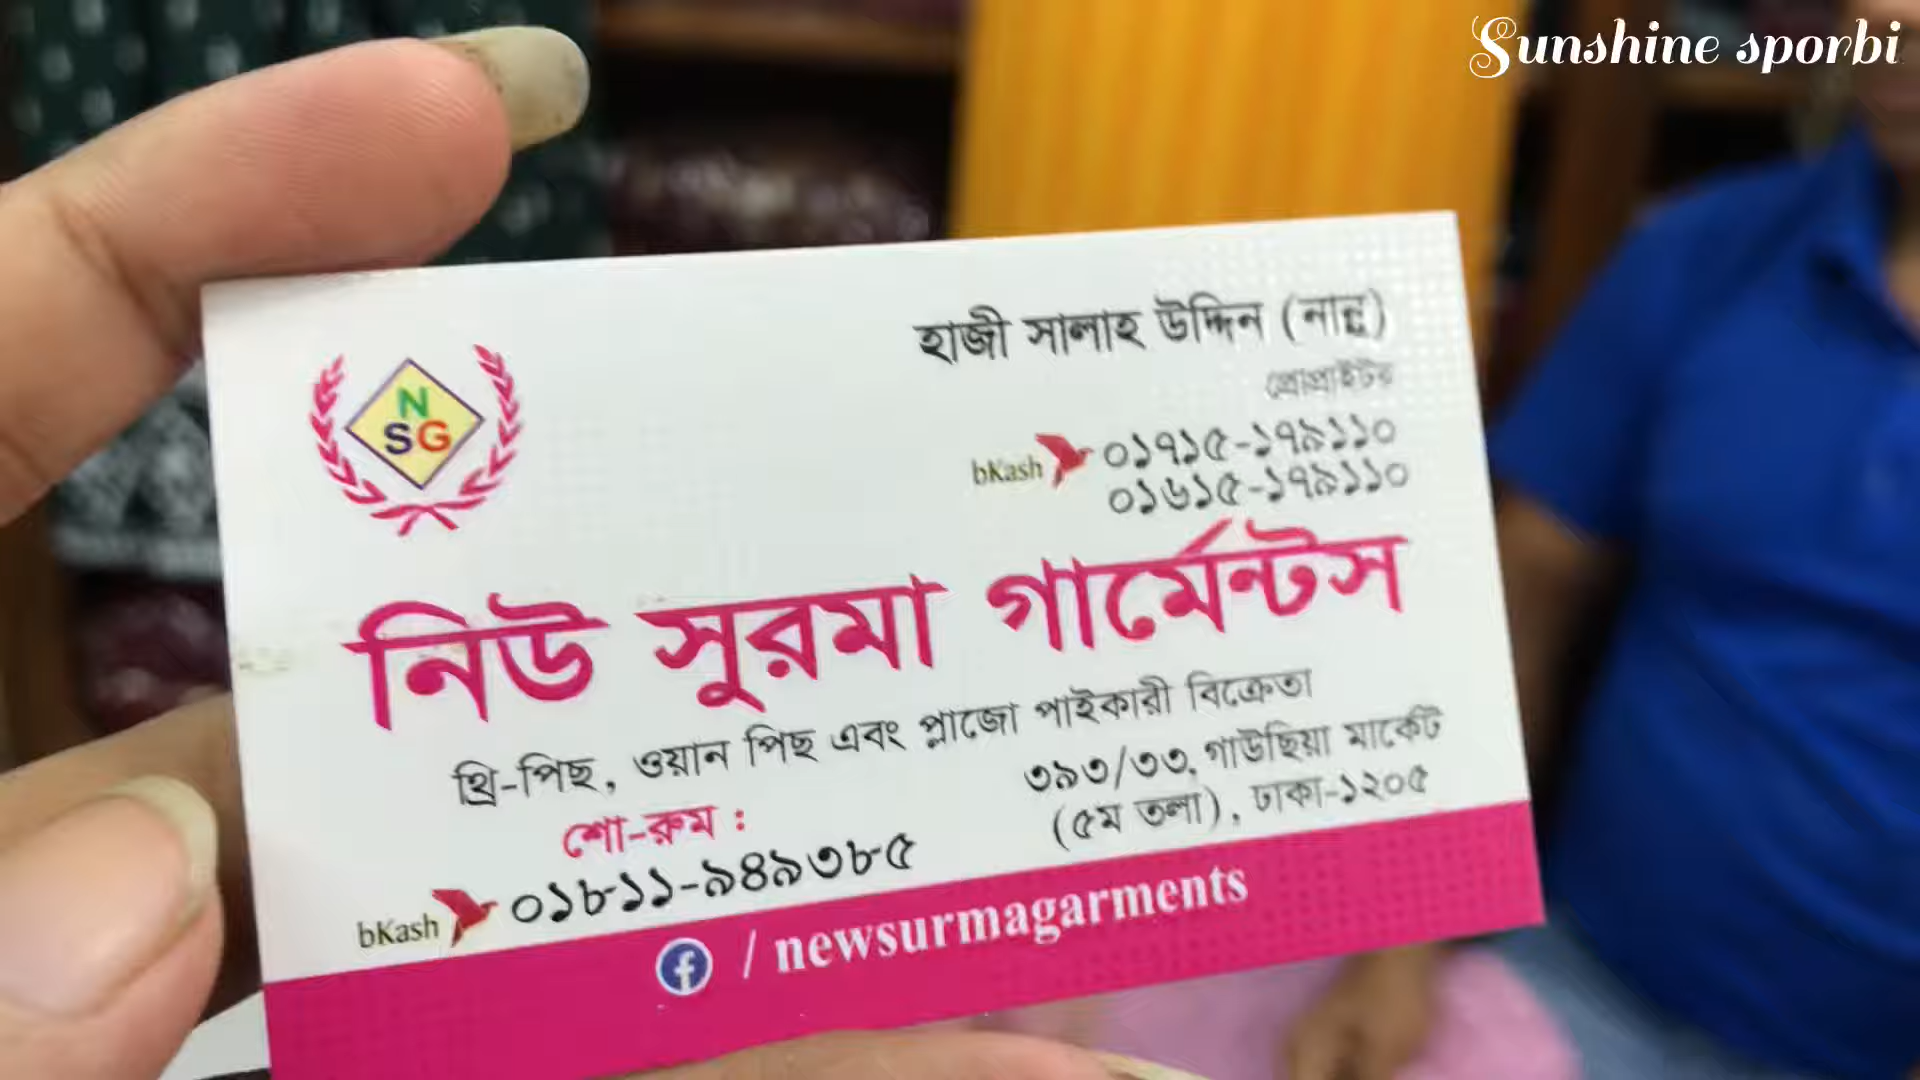 Sunshine sporbi
হাজী সালাহ উদ্দিন (নান্নু)
প্রোপ্রাইটর
N
SG
bKash ০১৭১৫-১৭৯১১০
০১৬১৫-১৭৯১১০
নিউ সুরমা গার্মেন্টস
থ্রি-পিছ, ওয়ান পিছ এবং প্লাজো পাইকারী বিক্রেতা
শো-রুম :
bKash ০১৮১১-৯৪৯৩৮৫
৩৯৩/৩৩, গাউছিয়া মার্কেট
(৫ম তলা), ঢাকা-১২০৫
/ newsurmagarments